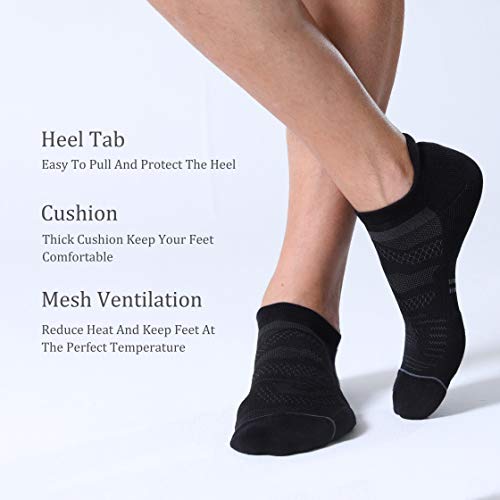 Heel Tab
Easy To Pull And Protect The Heel
Cushion
Thick Cushion Keep Your Feet
Comfortable
Mesh Ventilation
Reduce Heat And Keep Feet At
The Perfect Temperature